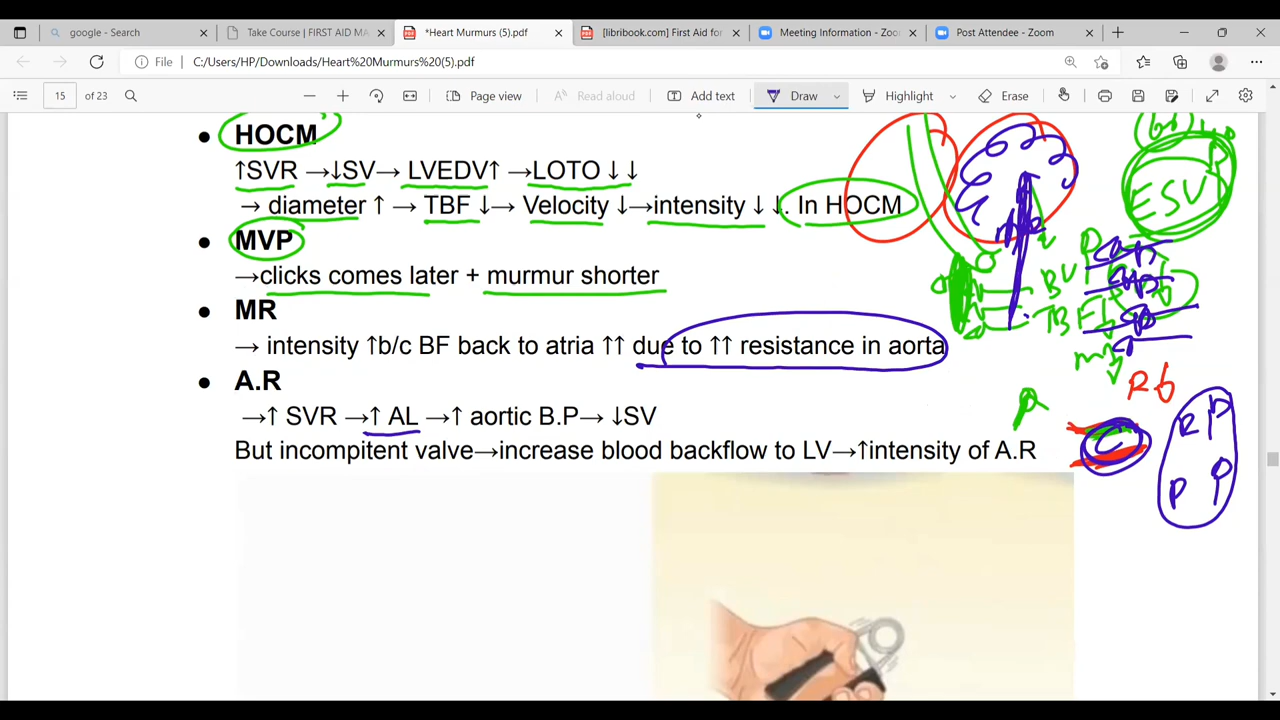 google - Search
Take Course | FIRST AID MA
*Heart Murmurs (5).pdf
[libribook.com] First Aid for
Meeting Information - Zoo
Post Attendee - Zoom
File
C:/Users/HP/Downloads/Heart%20Murmurs%20(5).pdf
15 of 23
Page view
Read aloud
Add text
Draw
Highlight
Erase
● HOCM
↑SVR →↓SV→ LVEDV↑ →LOTO ↓↓
→ diameter ↑ → TBF ↓→ Velocity ↓→intensity ↓↓. In HOCM
● MVP
→clicks comes later + murmur shorter
● MR
→ intensity ↑b/c BF back to atria ↑↑ due to ↑↑ resistance in aorta
● A.R
→↑ SVR →↑ AL →↑ aortic B.P→ ↓SV
But incompitent valve→increase blood backflow to LV→↑intensity of A.R
ESV
BV
TBF